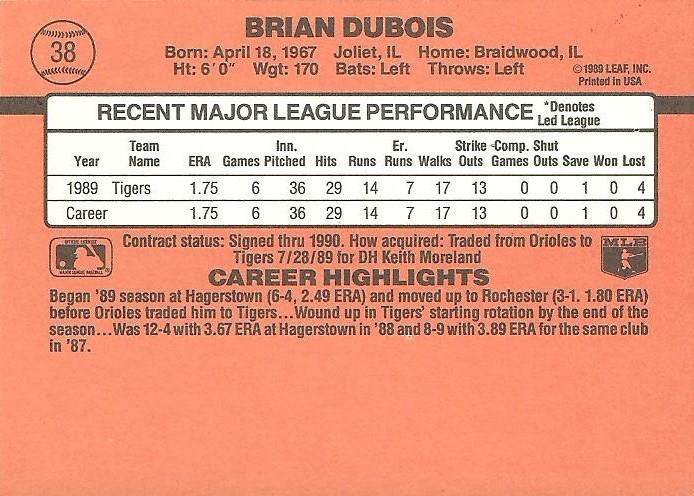 BRIAN DUBOIS
38
Born: April 18, 1967 Joliet, IL Home: Braidwood, IL
Ht: 6'0" Wgt: 170 Bats: Left Throws: Left
©1989 LEAF, INC.
Printed in USA
RECENT MAJOR LEAGUE PERFORMANCE *Denotes Led League
Year Team Name ERA Games Inn. Pitched Hits Runs Er. Runs Walks Strike Outs Comp. Games Shut Outs Save Won Lost
1989 Tigers 1.75 6 36 29 14 7 17 13 0 0 1 0 4
Career 1.75 6 36 29 14 7 17 13 0 0 1 0 4
Contract status: Signed thru 1990. How acquired: Traded from Orioles to
Tigers 7/28/89 for DH Keith Moreland
MLB
CAREER HIGHLIGHTS
Began '89 season at Hagerstown (6-4, 2.49 ERA) and moved up to Rochester (3-1. 1.80 ERA)
before Orioles traded him to Tigers...Wound up in Tigers' starting rotation by the end of the
season...Was 12-4 with 3.67 ERA at Hagerstown in '88 and 8-9 with 3.89 ERA for the same club
in '87.